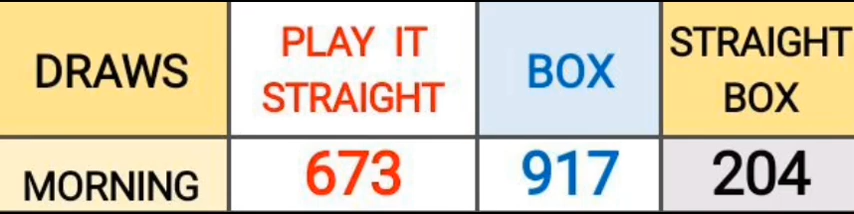 DRAWS
PLAY IT
STRAIGHT
BOX
STRAIGHT
BOX
MORNING
673
917
204